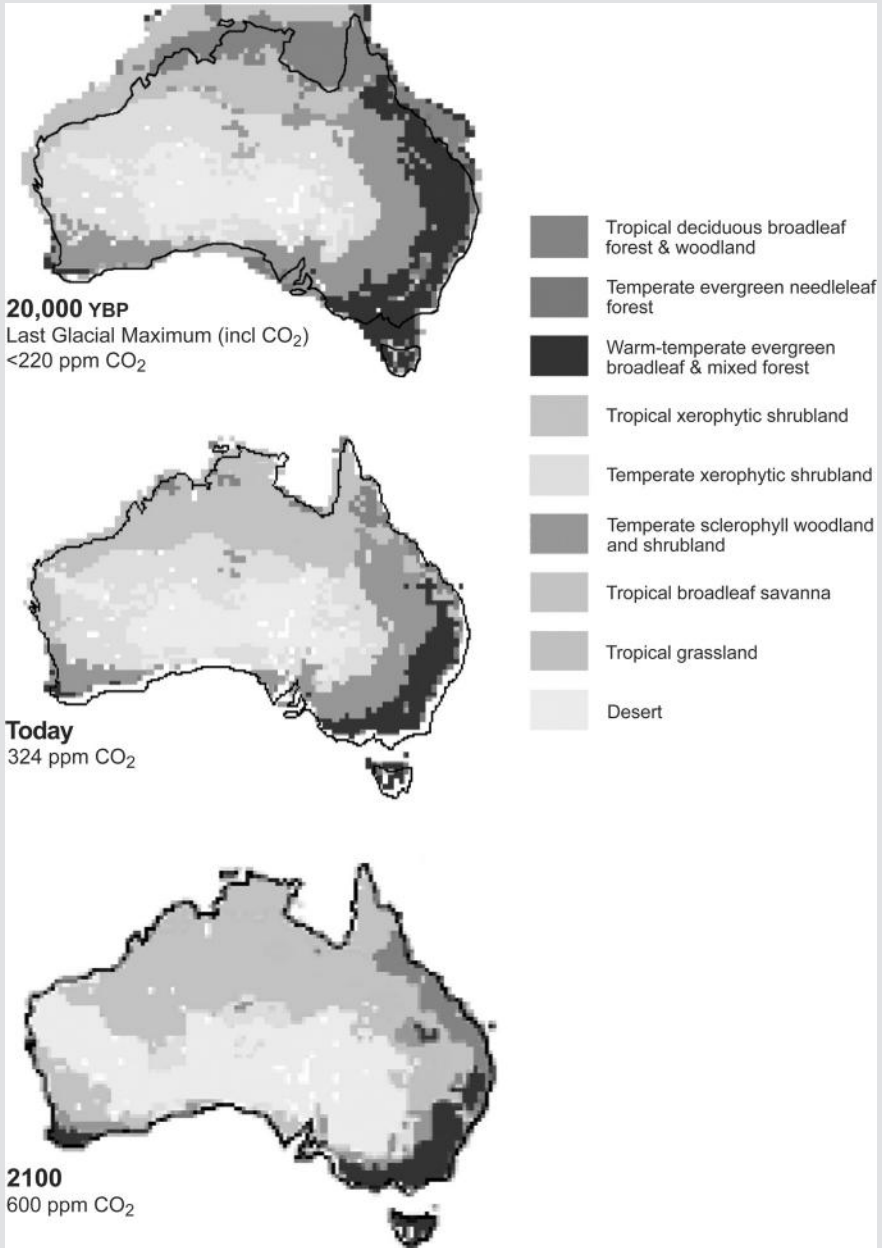 20,000 YBP
Last Glacial Maximum (incl CO₂)
<220 ppm CO₂
Tropical deciduous broadleaf
forest & woodland
Temperate evergreen needleleaf
forest
Warm-temperate evergreen
broadleaf & mixed forest
Tropical xerophytic shrubland
Temperate xerophytic shrubland
Temperate sclerophyll woodland
and shrubland
Tropical broadleaf savanna
Tropical grassland
Desert
Today
324 ppm CO₂
2100
600 ppm CO₂